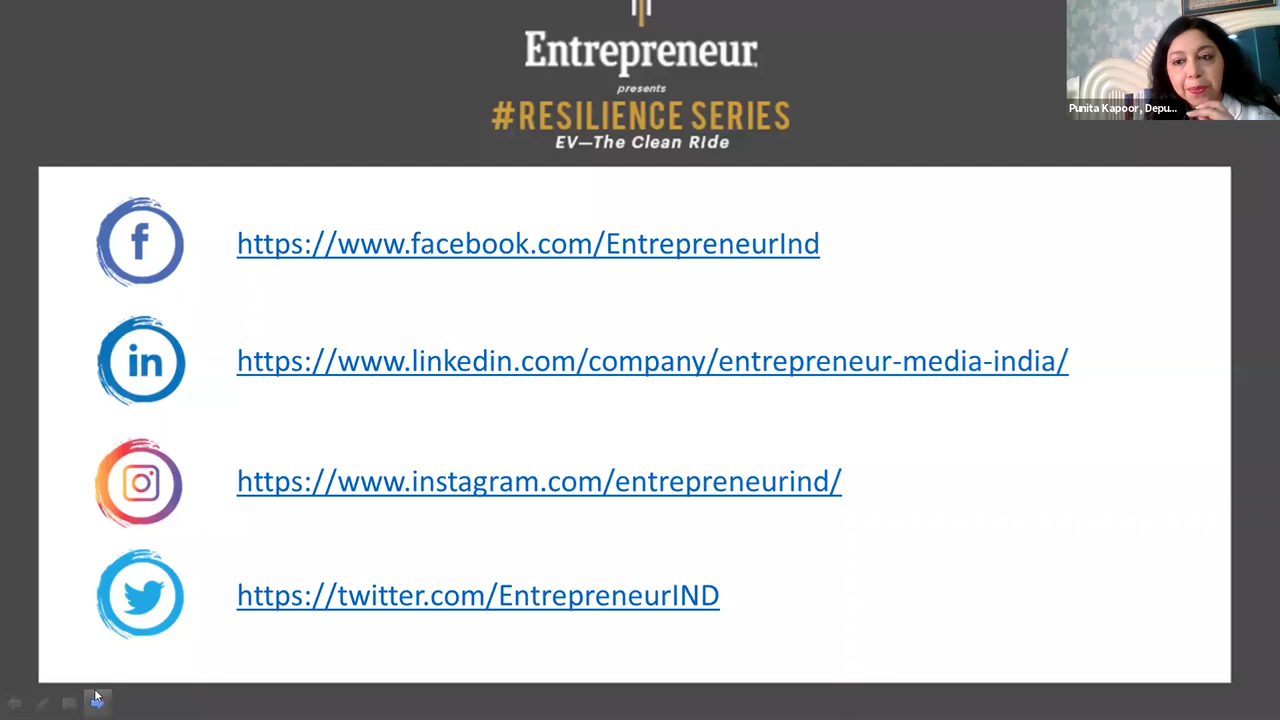 Entrepreneur
presents
#RESILIENCE SERIES
EV—The Clean Ride
Punita Kapoor, Depu...
f
https://www.facebook.com/EntrepreneurInd
in
https://www.linkedin.com/company/entrepreneur-media-india/
https://www.instagram.com/entrepreneurind/
https://twitter.com/EntrepreneurIND